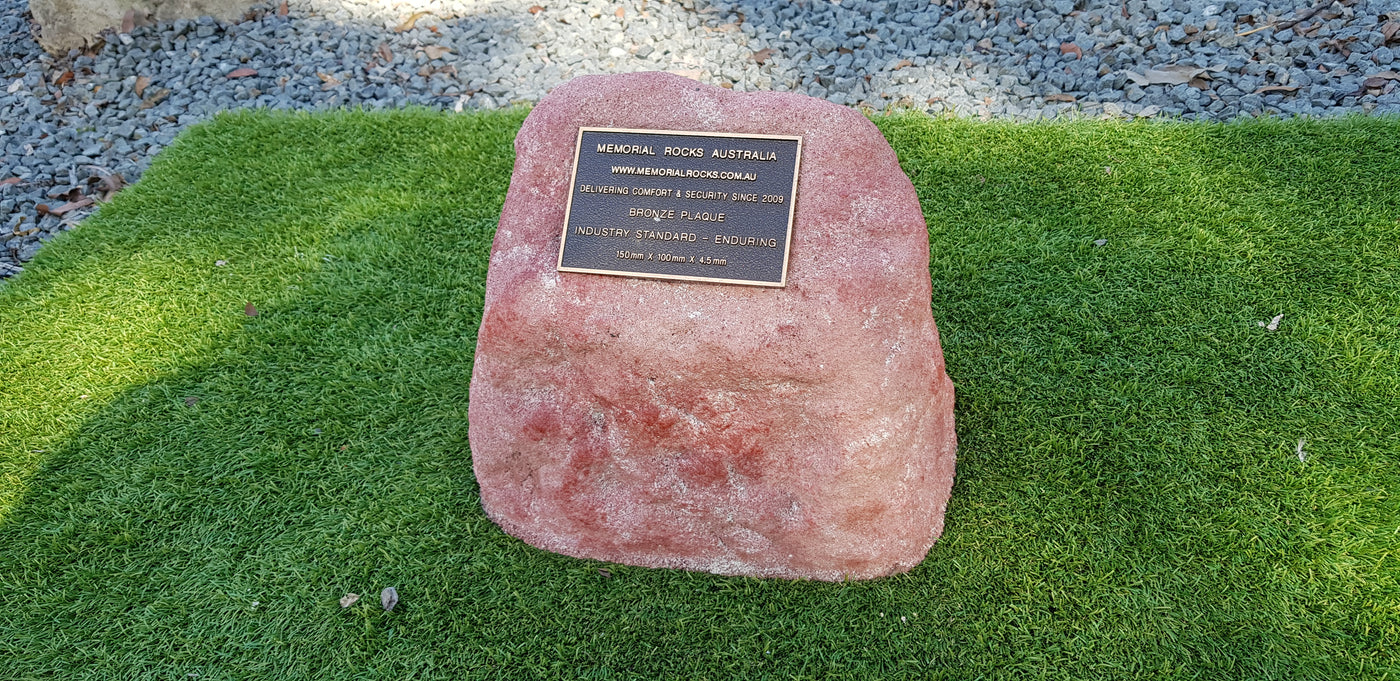 MEMORIAL ROCKS AUSTRALIA
WWW.MEMORIALROCKS.COM.AU
DELIVERING COMFORT & SECURITY SINCE 2009
BRONZE PLAQUE
INDUSTRY STANDARD – ENDURING
150mm X 100mm X 4.5mm